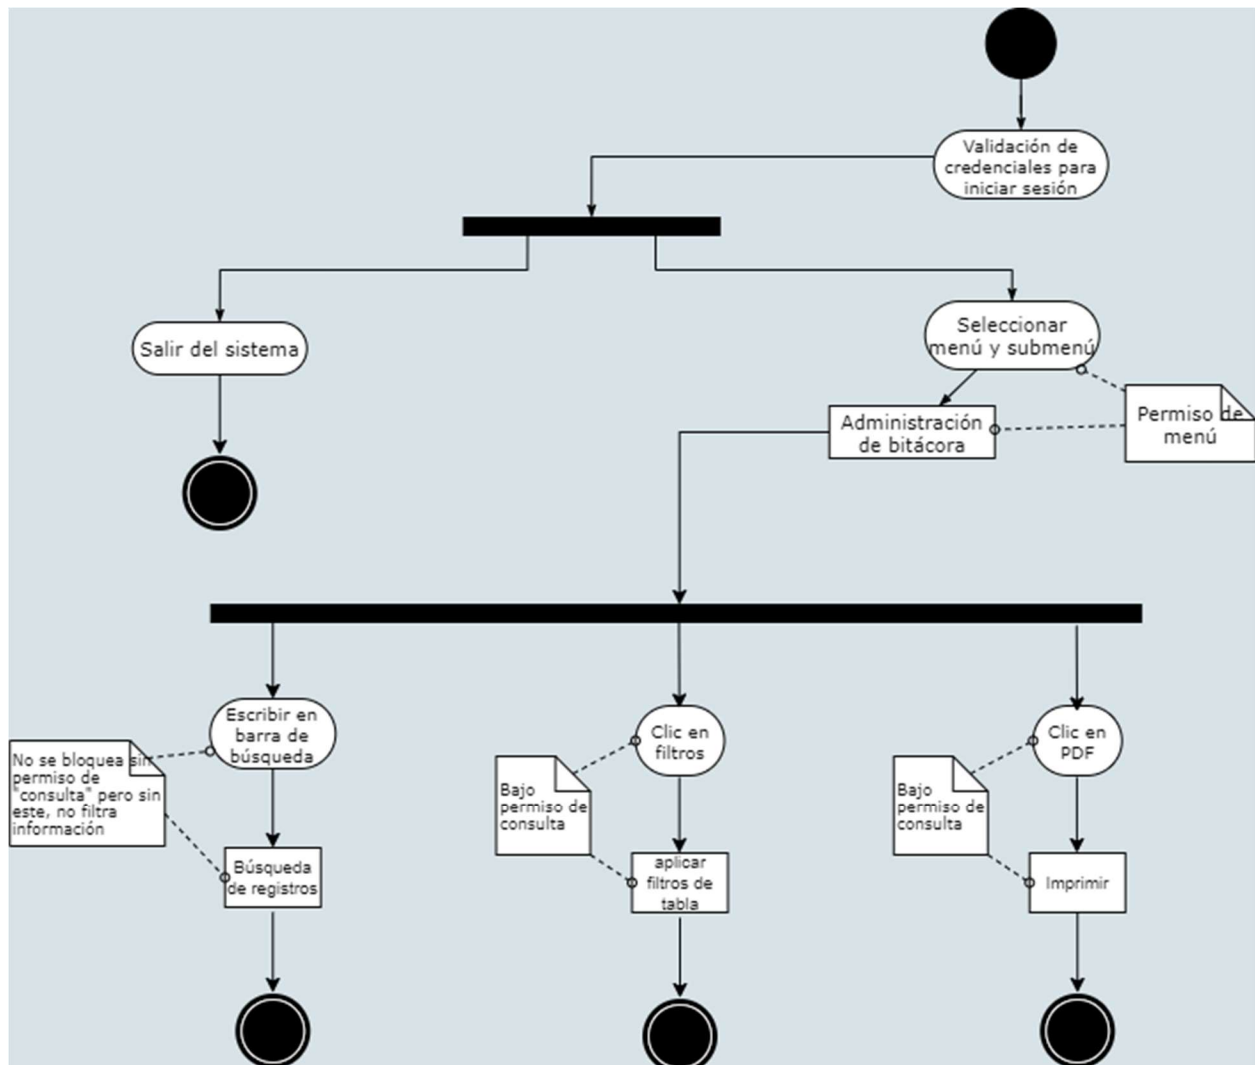 Validación de
credenciales para
iniciar sesión
Salir del sistema
Seleccionar
menú y submenú
Administración
de bitácora
Permiso de
menú
Escribir en
barra de
búsqueda
No se bloquea sin
permiso de
"consulta" pero sin
este, no filtra
información
Búsqueda
de registros
Clic en
filtros
Bajo
permiso de
consulta
aplicar
filtros de
tabla
Clic en
PDF
Bajo
permiso de
consulta
Imprimir